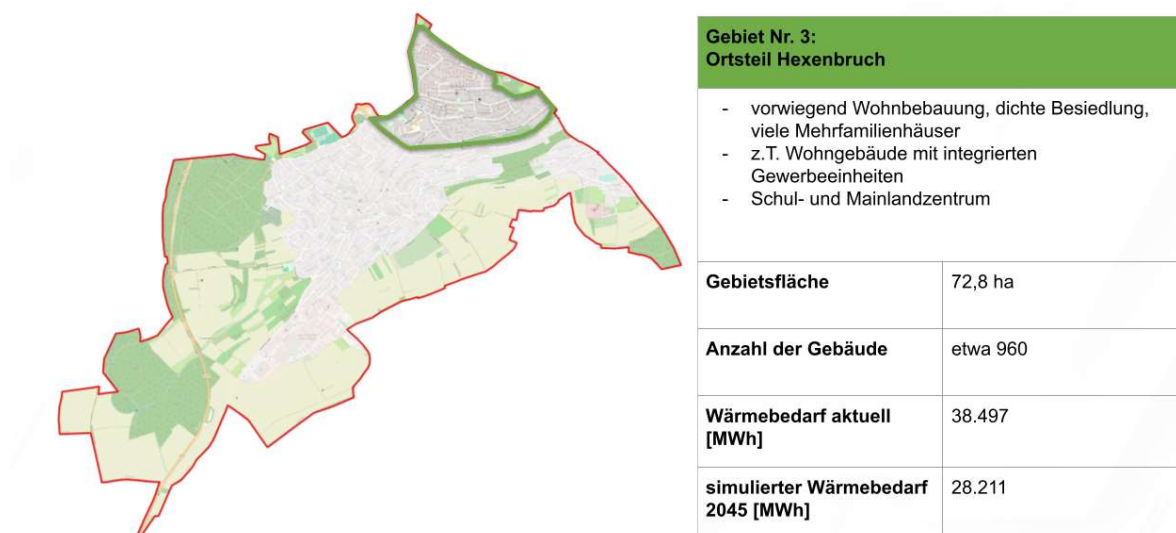 Gebiet Nr. 3:
Ortsteil Hexenbruch
- vorwiegend Wohnbebauung, dichte Besiedlung,
viele Mehrfamilienhäuser
- z.T. Wohngebäude mit integrierten
Gewerbeeinheiten
- Schul- und Mainlandzentrum
Gebietsfläche 72,8 ha
Anzahl der Gebäude etwa 960
Wärmebedarf aktuell 38.497
[MWh]
simulierter Wärmebedarf 28.211
2045 [MWh]